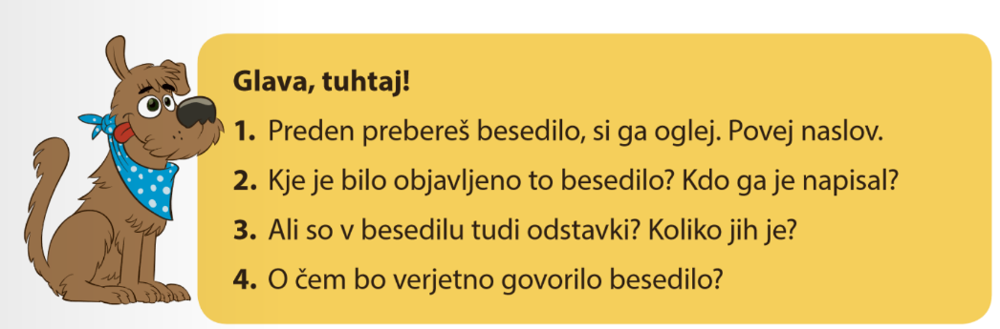 Glava, tuhtaj!
1. Preden prebereš besedilo, si ga oglej. Povej naslov.
2. Kje je bilo objavljeno to besedilo? Kdo ga je napisal?
3. Ali so v besedilu tudi odstavki? Koliko jih je?
4. O čem bo verjetno govorilo besedilo?